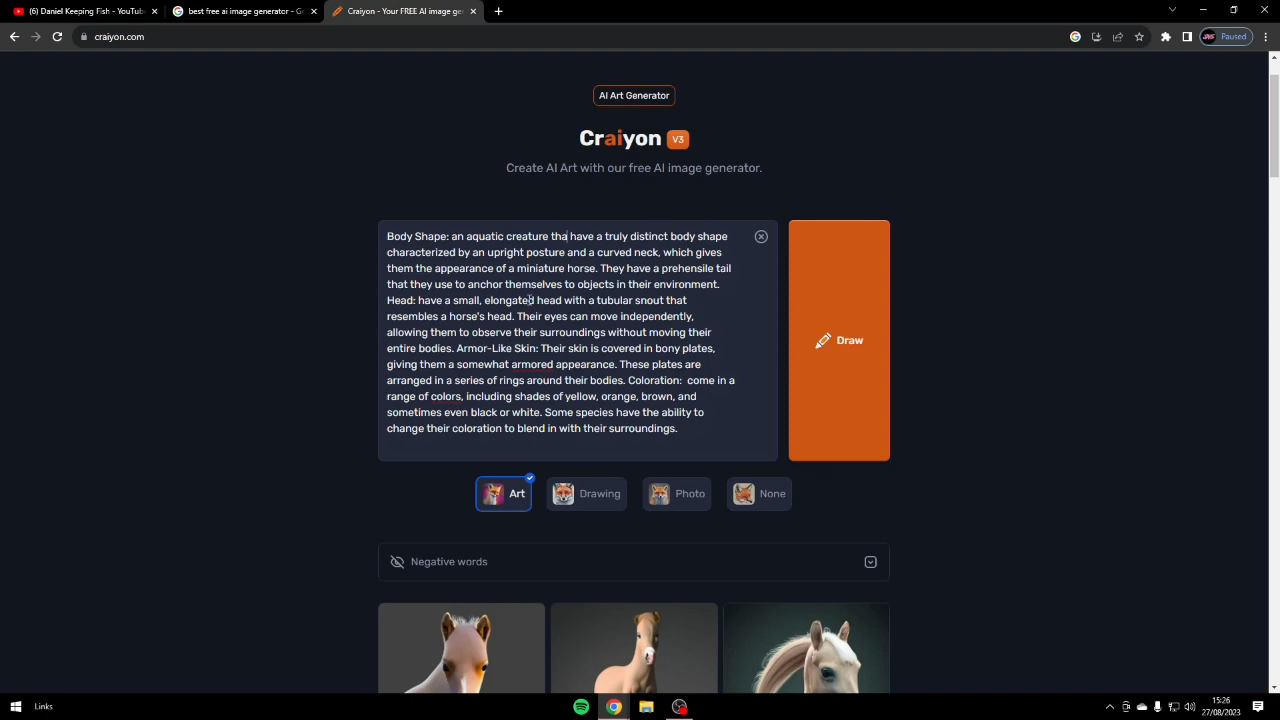 (6) Daniel Keeping Fish - YouTub
best free ai image generator - Go
Craiyon - Your FREE AI image ge
craiyon.com
Paused
AI Art Generator
Craiyon V3
Create AI Art with our free AI image generator.
Body Shape: an aquatic creature tha have a truly distinct body shape
characterized by an upright posture and a curved neck, which gives
them the appearance of a miniature horse. They have a prehensile tail
that they use to anchor themselves to objects in their environment.
Head: have a small, elongated head with a tubular snout that
resembles a horse's head. Their eyes can move independently,
allowing them to observe their surroundings without moving their
entire bodies. Armor-Like Skin: Their skin is covered in bony plates,
giving them a somewhat armored appearance. These plates are
arranged in a series of rings around their bodies. Coloration: come in a
range of colors, including shades of yellow, orange, brown, and
sometimes even black or white. Some species have the ability to
change their coloration to blend in with their surroundings.
Draw
Art
Drawing
Photo
None
Negative words
Links
15:26
27/08/2023